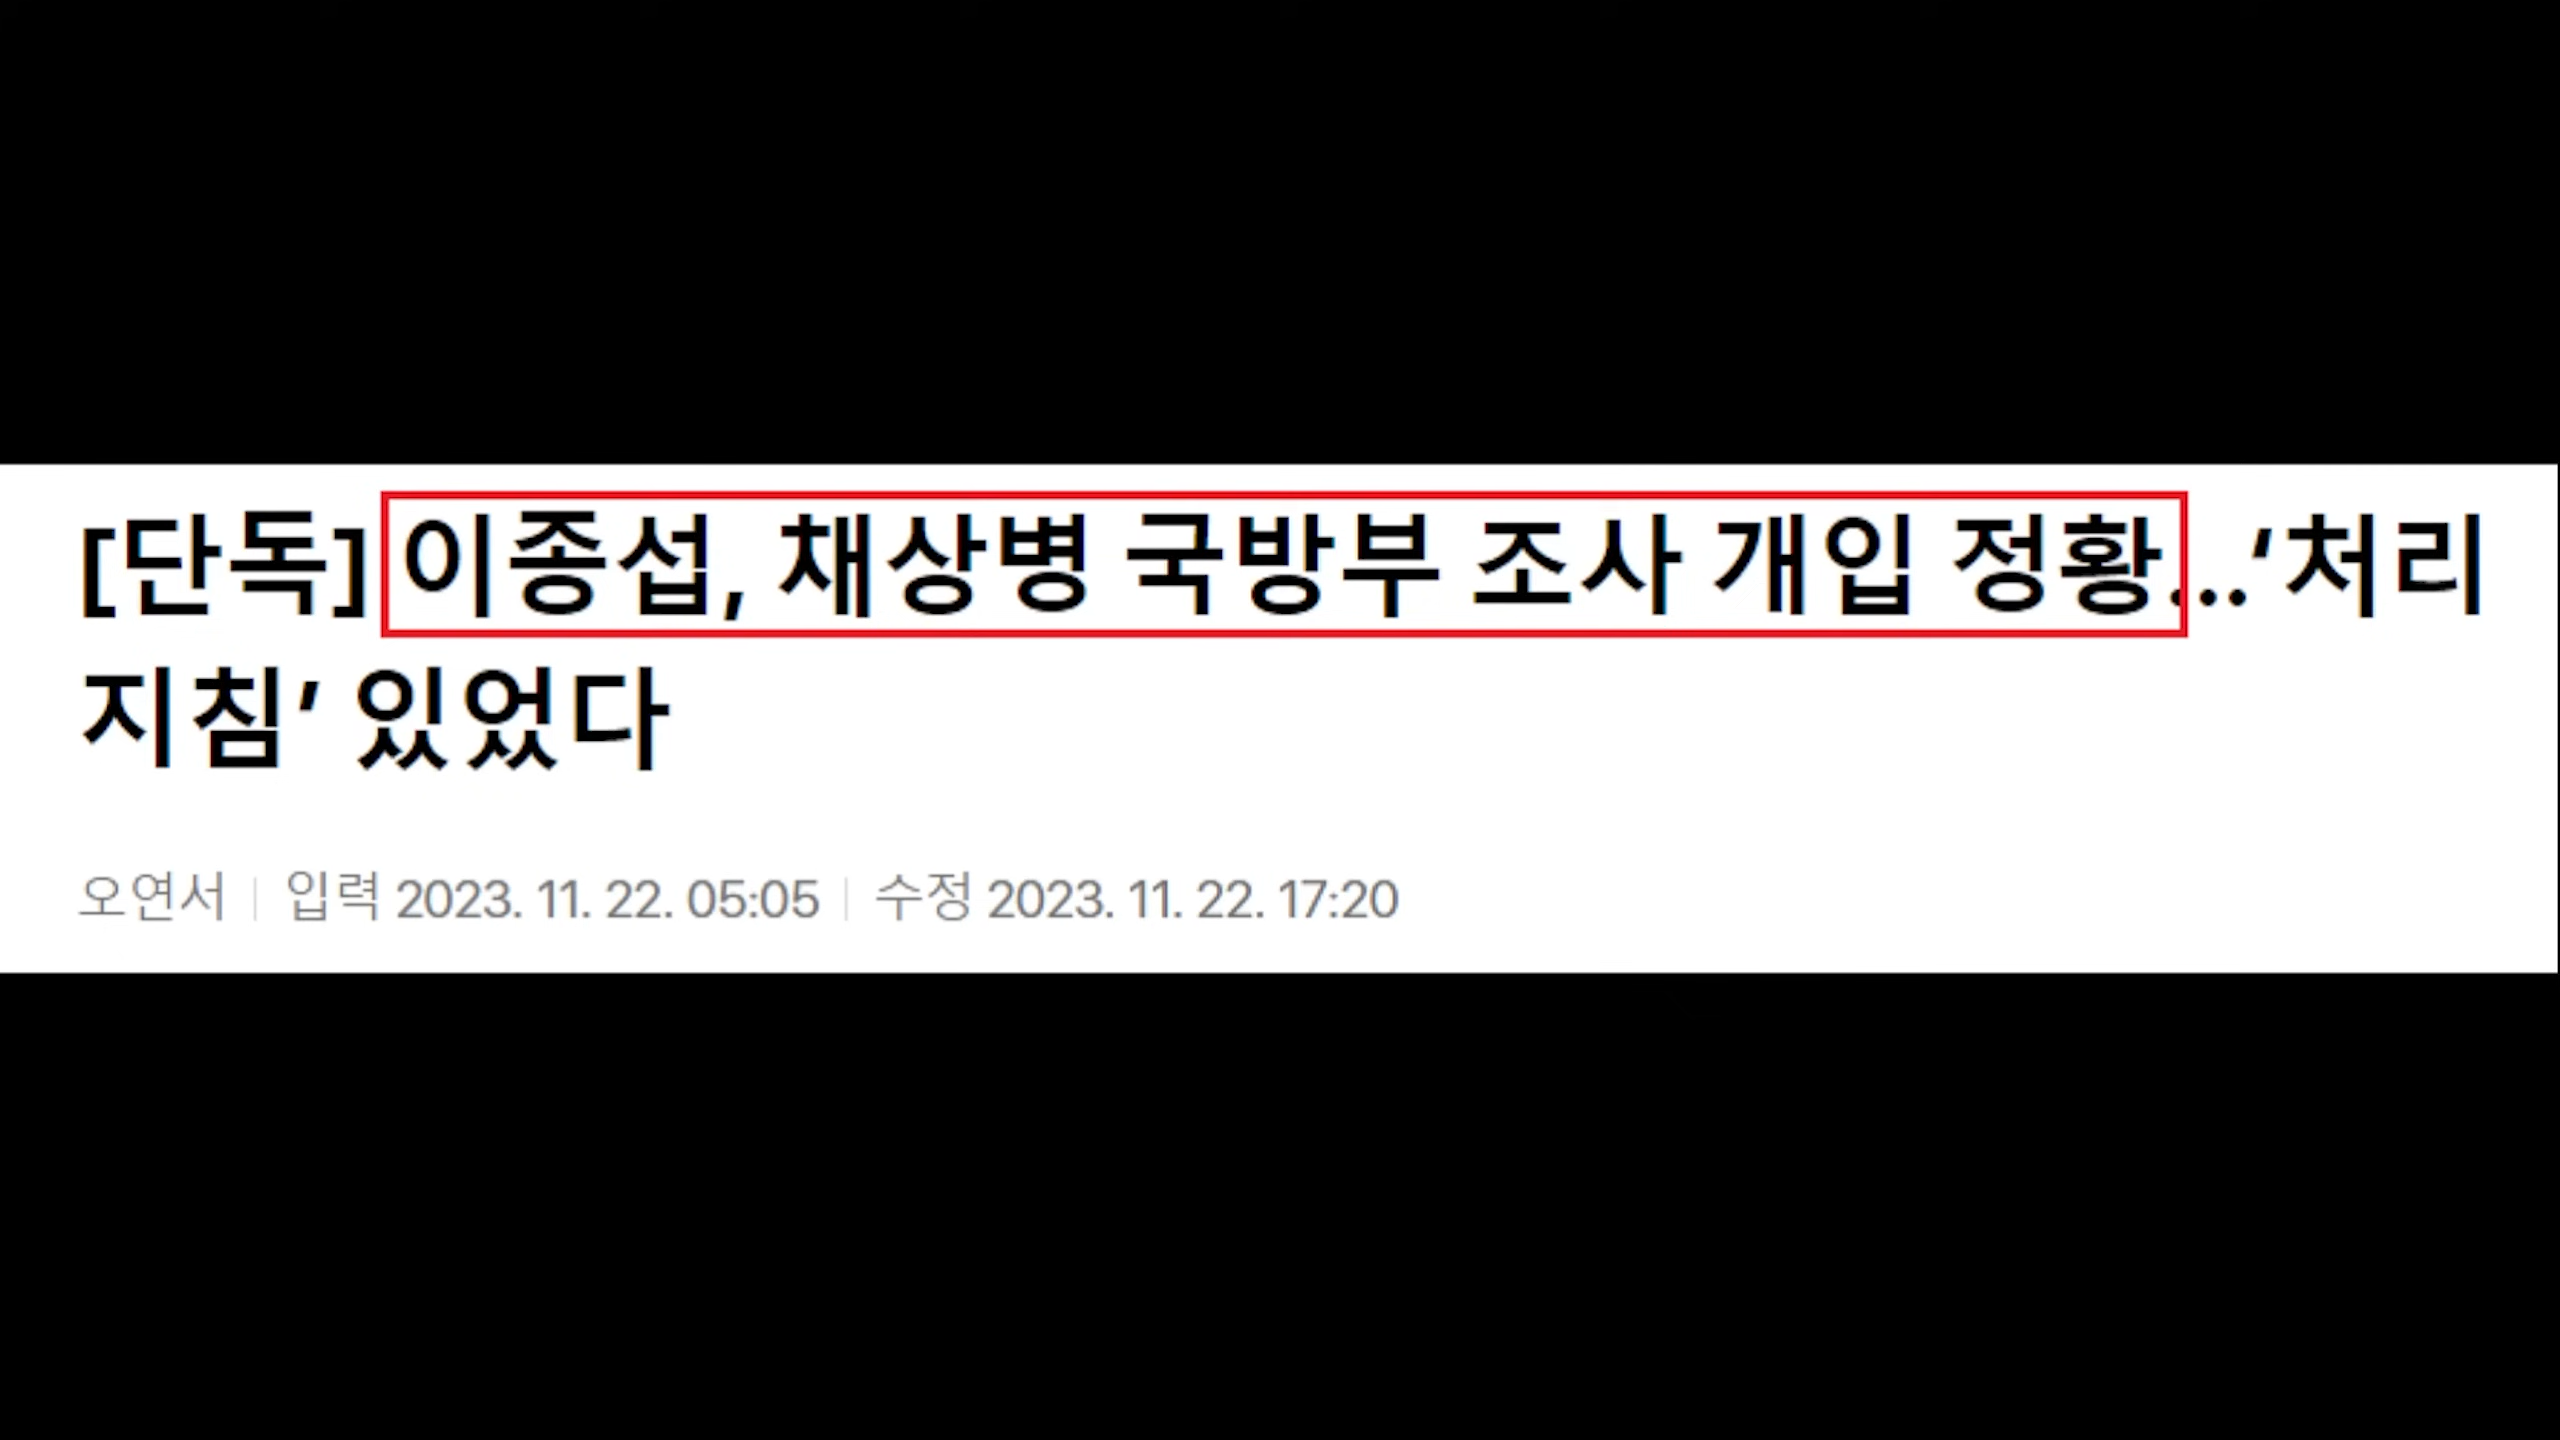 [단독] 이종섭, 채상병 국방부 조사 개입 정황…‘처리
지침’ 있었다
오연서 | 입력 2023. 11. 22. 05:05 | 수정 2023. 11. 22. 17:20